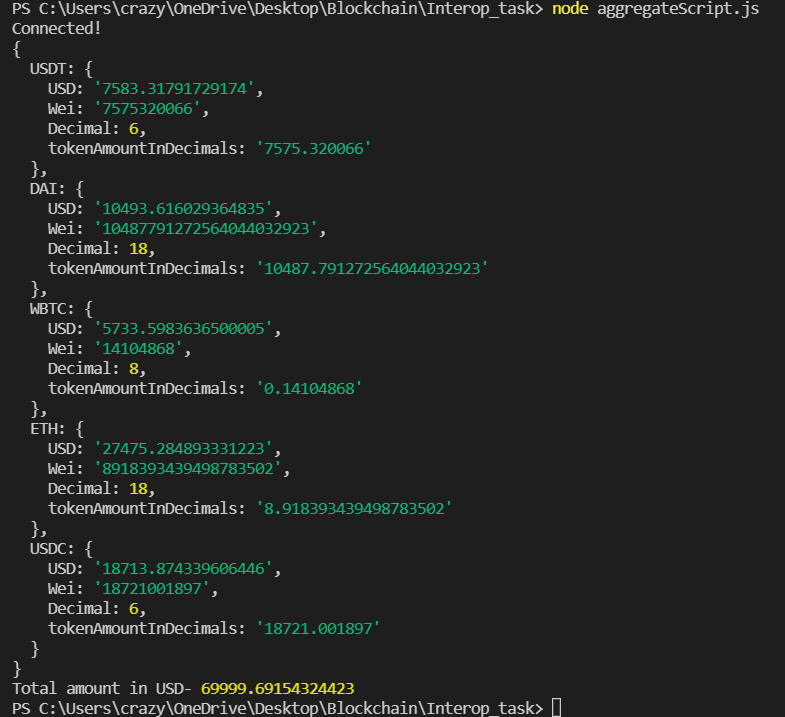 PS C:\Users\crazy\OneDrive\Desktop\Blockchain\Interop_task> node aggregateScript.js
Connected!
{
  USDT: {
    USD: '7583.31791729174',
    Wei: '7575320066',
    Decimal: 6,
    tokenAmountInDecimals: '7575.320066'
  },
  DAI: {
    USD: '10493.616029364835',
    Wei: '10487791272564044032923',
    Decimal: 18,
    tokenAmountInDecimals: '10487.791272564044032923'
  },
  WBTC: {
    USD: '5733.5983636500005',
    Wei: '14104868',
    Decimal: 8,
    tokenAmountInDecimals: '0.14104868'
  },
  ETH: {
    USD: '27475.284893331223',
    Wei: '8918393439498783502',
    Decimal: 18,
    tokenAmountInDecimals: '8.918393439498783502'
  },
  USDC: {
    USD: '18713.874339606446',
    Wei: '18721001897',
    Decimal: 6,
    tokenAmountInDecimals: '18721.001897'
  }
}
Total amount in USD- 69999.69154324423
PS C:\Users\crazy\OneDrive\Desktop\Blockchain\Interop_task>